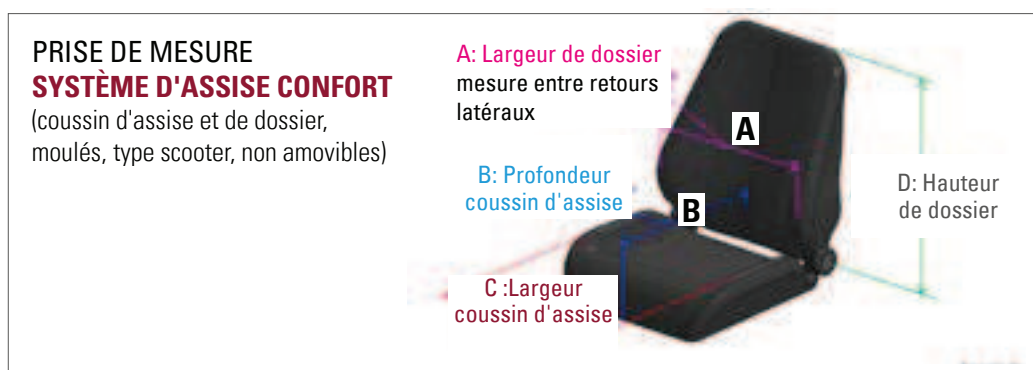 PRISE DE MESURE
SYSTÈME D'ASSISE CONFORT
(coussin d'assise et de dossier,
moulés, type scooter, non amovibles)
A: Largeur de dossier
mesure entre retours
latéraux
A
B: Profondeur
coussin d'assise
B
C :Largeur
coussin d'assise
D: Hauteur
de dossier